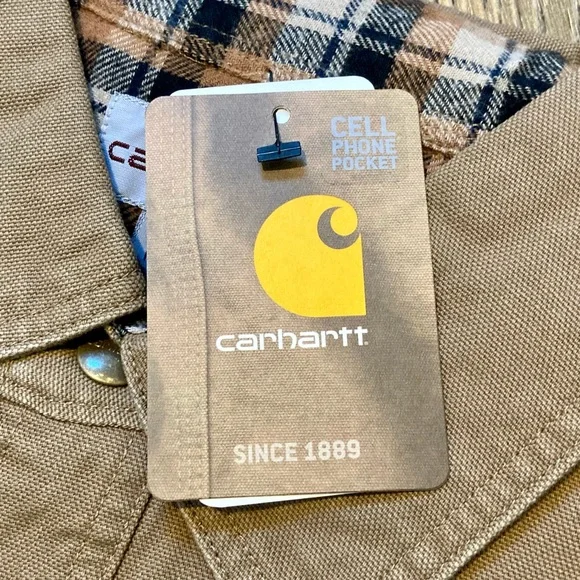 CELL
PHONE
POCKET
carhartt
SINCE 1889